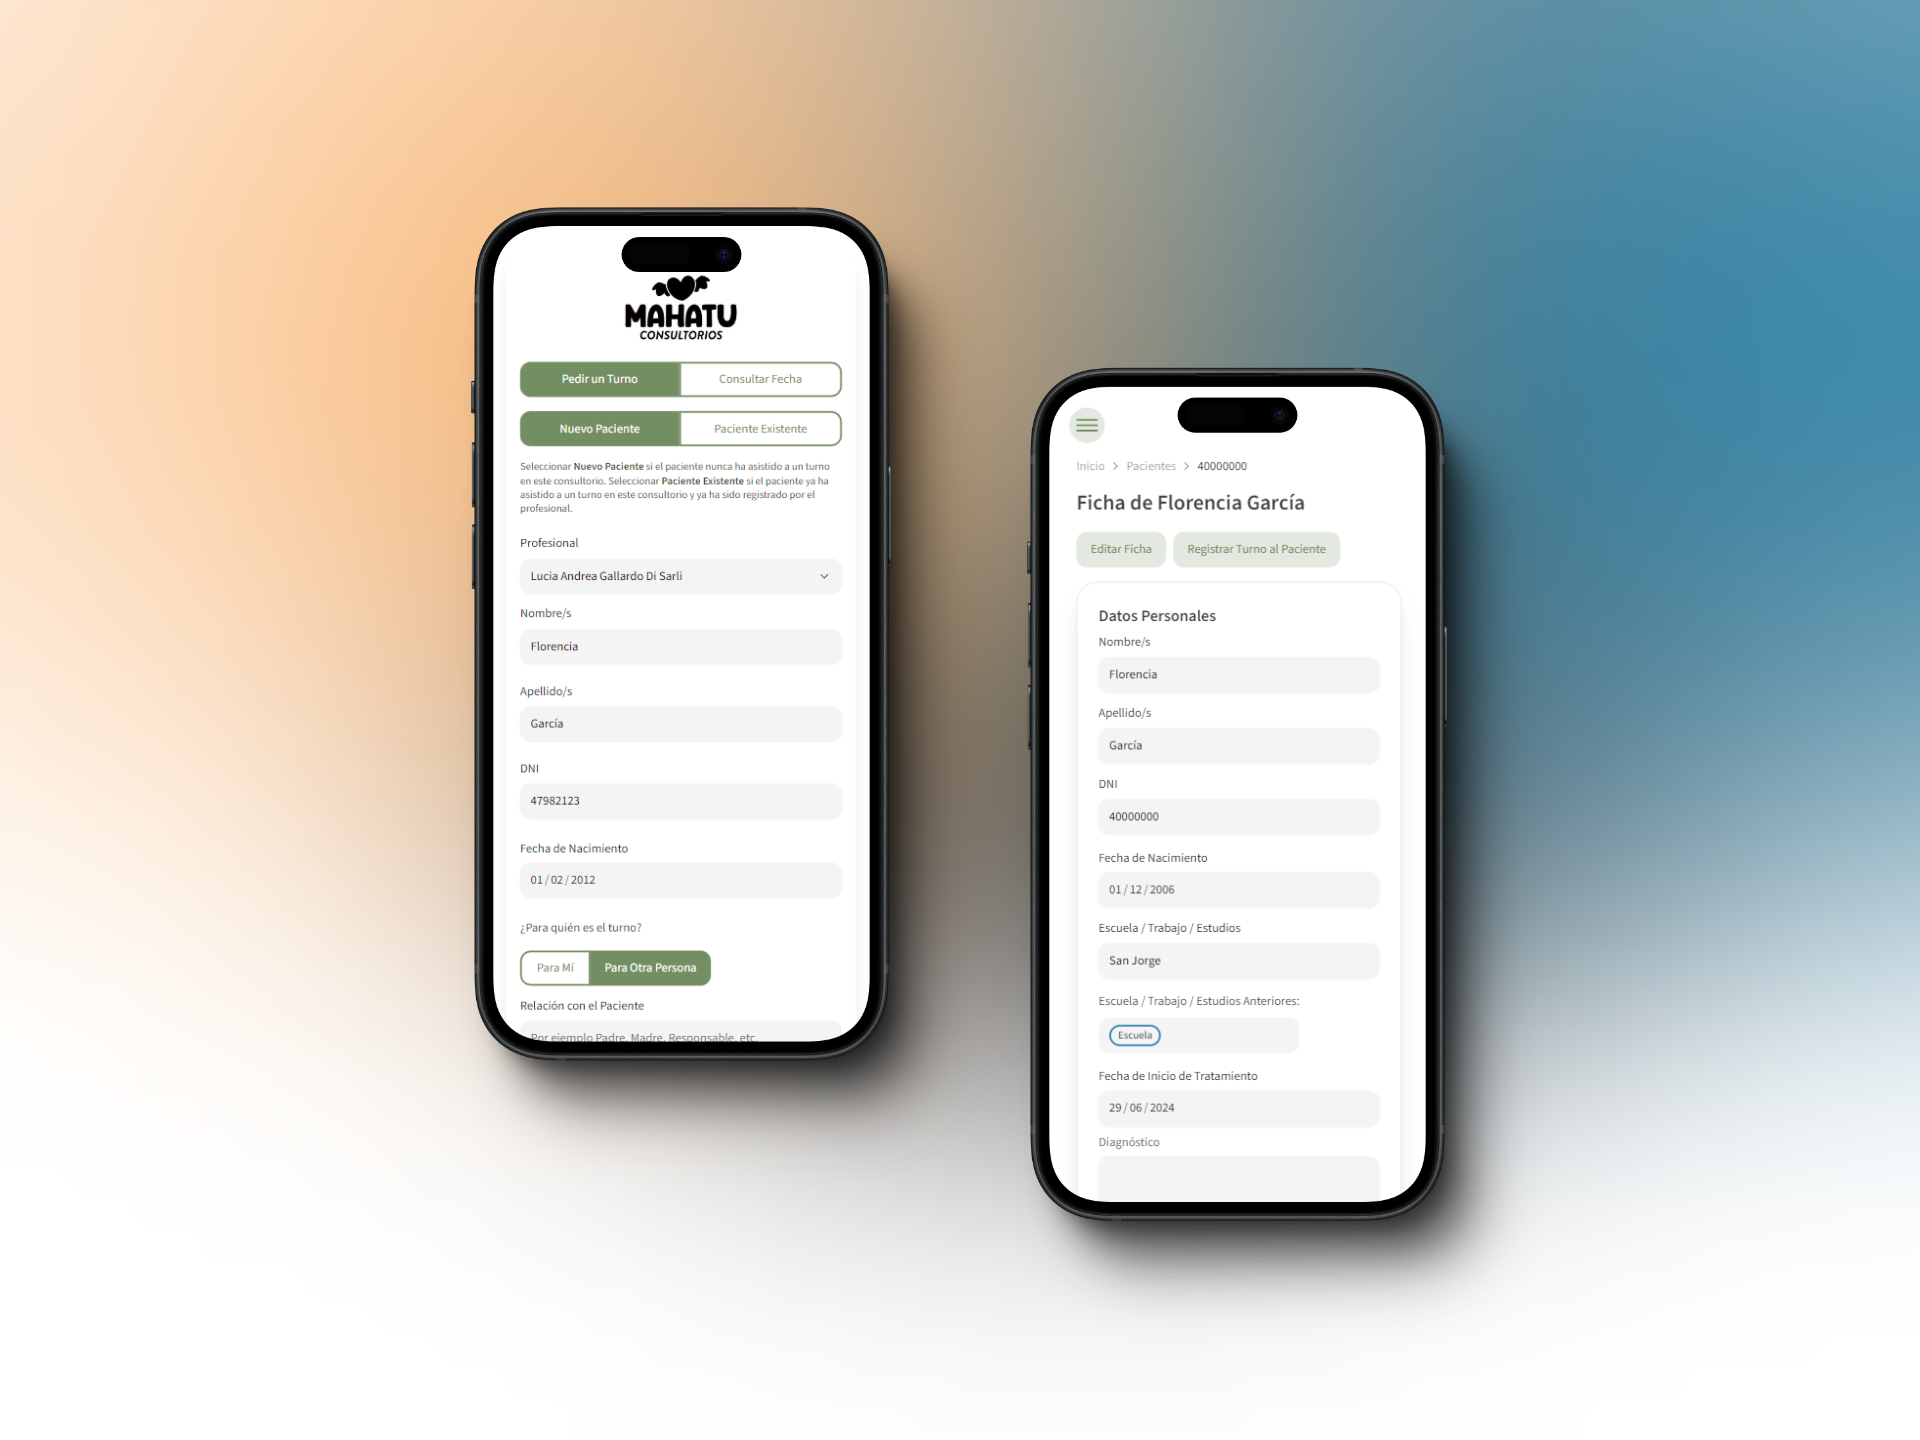 MAHATU
CONSULTORIOS
Pedir un Turno
Consultar Fecha
Nuevo Paciente
Paciente Existente
Seleccionar Nuevo Paciente si el paciente nunca ha asistido a un turno
en este consultorio. Seleccionar Paciente Existente si el paciente ya ha
asistido a un turno en este consultorio y ya ha sido registrado por el
profesional.
Profesional
Lucía Andrea Gallardo Di Sarli
Nombre/s
Florencia
Apellido/s
García
DNI
47982123
Fecha de Nacimiento
01 / 02 / 2012
¿Para quién es el turno?
Para Mí
Para Otra Persona
Relación con el Paciente
Por ejemplo Padre, Madre, Responsable, etc.
Inicio > Pacientes > 40000000
Ficha de Florencia García
Editar Ficha
Registrar Turno al Paciente
Datos Personales
Nombre/s
Florencia
Apellido/s
García
DNI
40000000
Fecha de Nacimiento
01 / 12 / 2006
Escuela / Trabajo / Estudios
San Jorge
Escuela / Trabajo / Estudios Anteriores:
Escuela
Fecha de Inicio de Tratamiento
29 / 06 / 2024
Diagnóstico